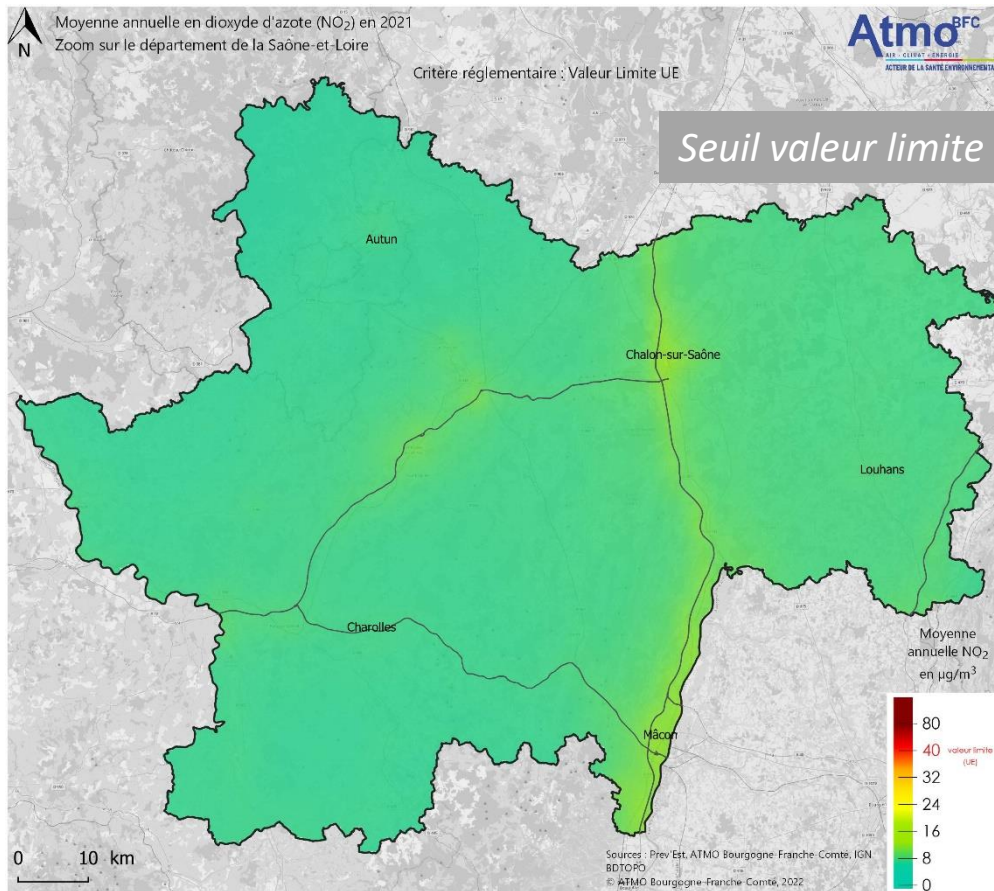 Moyenne annuelle en dioxyde d'azote (NO₂) en 2021
Zoom sur le département de la Saône-et-Loire
N
Atmo BFC
AIR - CLIMAT - ÉNERGIE
ACTEUR DE LA SANTÉ ENVIRONNEMENTA
Critère réglementaire : Valeur Limite UE
Seuil valeur limite
Autun
Chalon-sur-Saône
Louhans
Charolles
Mâcon
Moyenne
annuelle NO₂
en µg/m³
80
40 valeur limite
(UE)
32
24
16
8
0
0 10 km
Sources : Prev'Est, ATMO Bourgogne-Franche-Comté, IGN
BDTOPO
© ATMO Bourgogne-Franche-Comté, 2022